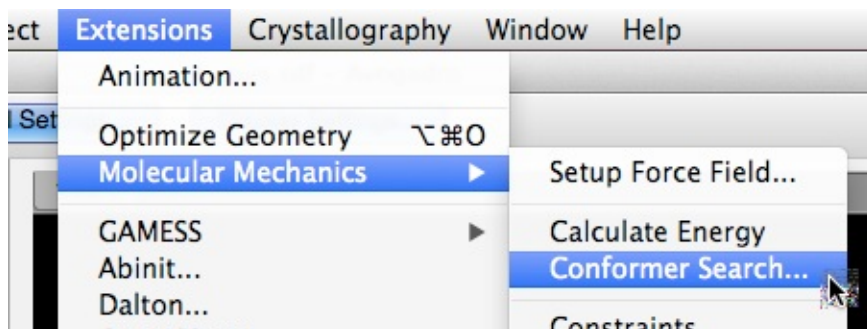 ect Extensions Crystallography Window Help
Animation...
l Set
Optimize Geometry ⌥⌘O
Molecular Mechanics ▶ Setup Force Field...
GAMESS ▶ Calculate Energy
Abinit... Conformer Search...
Dalton...
Constraints